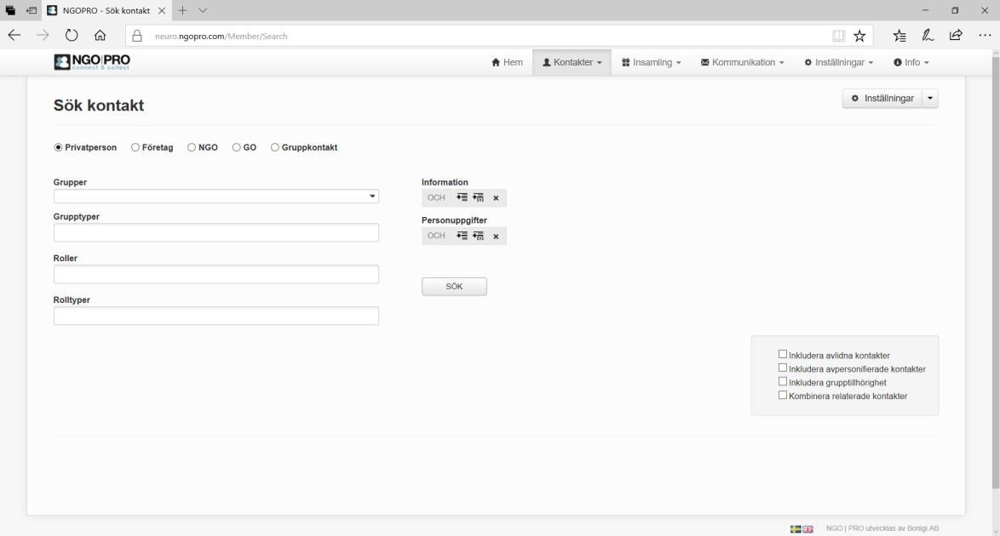 NGOPRO - Sök kontakt
neuro.ngopro.com/Member/Search
NGO|PRO
connect & collect
Hem
Kontakter
Insamling
Kommunikation
Inställningar
Info
Sök kontakt
Inställningar
Privatperson
Företag
NGO
GO
Gruppkontakt
Grupper
Information
OCH
Grupptyper
Personuppgifter
OCH
Roller
SÖK
Rolltyper
Inkludera avlidna kontakter
Inkludera avpersonifierade kontakter
Inkludera grupptillhörighet
Kombinera relaterade kontakter
NGO | PRO utvecklas av Bonigi AB